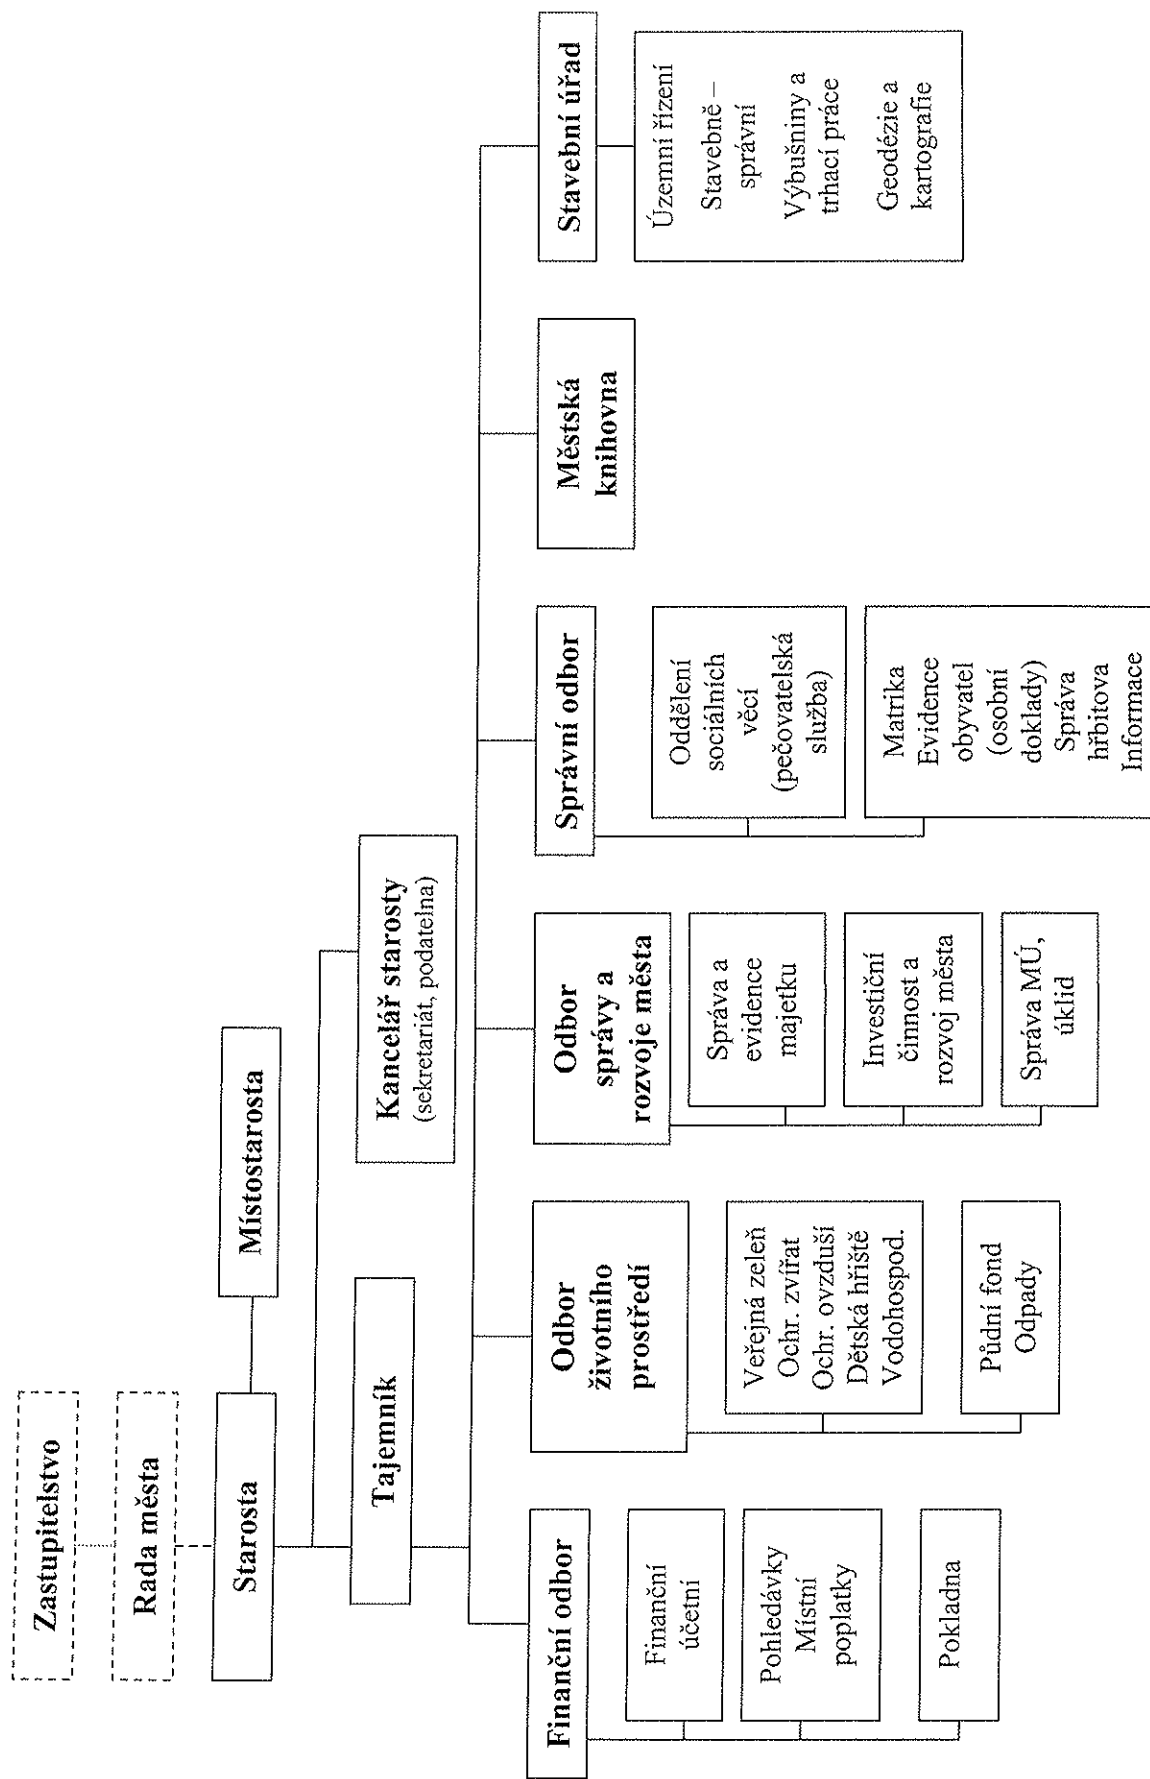 Zastupitelstvo
Rada města
Starosta
Místostarosta
Tajemník
Kancelář starosty
(sekretariát, podatelna)
Finanční odbor
Finanční
účetní
Pohledávky
Místní
poplatky
Pokladna
Odbor
životního
prostředí
Veřejná zeleň
Ochr. zvířat
Ochr. ovzduší
Dětská hřiště
Vodohospod.
Půdní fond
Odpady
Odbor
správy a
rozvoje města
Správa a
evidence
majetku
Investiční
činnost a
rozvoj města
Správa MÚ,
úklid
Správní odbor
Oddělení
sociálních
věcí
(pečovatelská
služba)
Matrika
Evidence
obyvatel
(osobní
doklady)
Správa
hřbitova
Informace
Městská
knihovna
Stavební úřad
Územní řízení
Stavebně –
správní
Výbušniny a
trhací práce
Geodézie a
kartografie